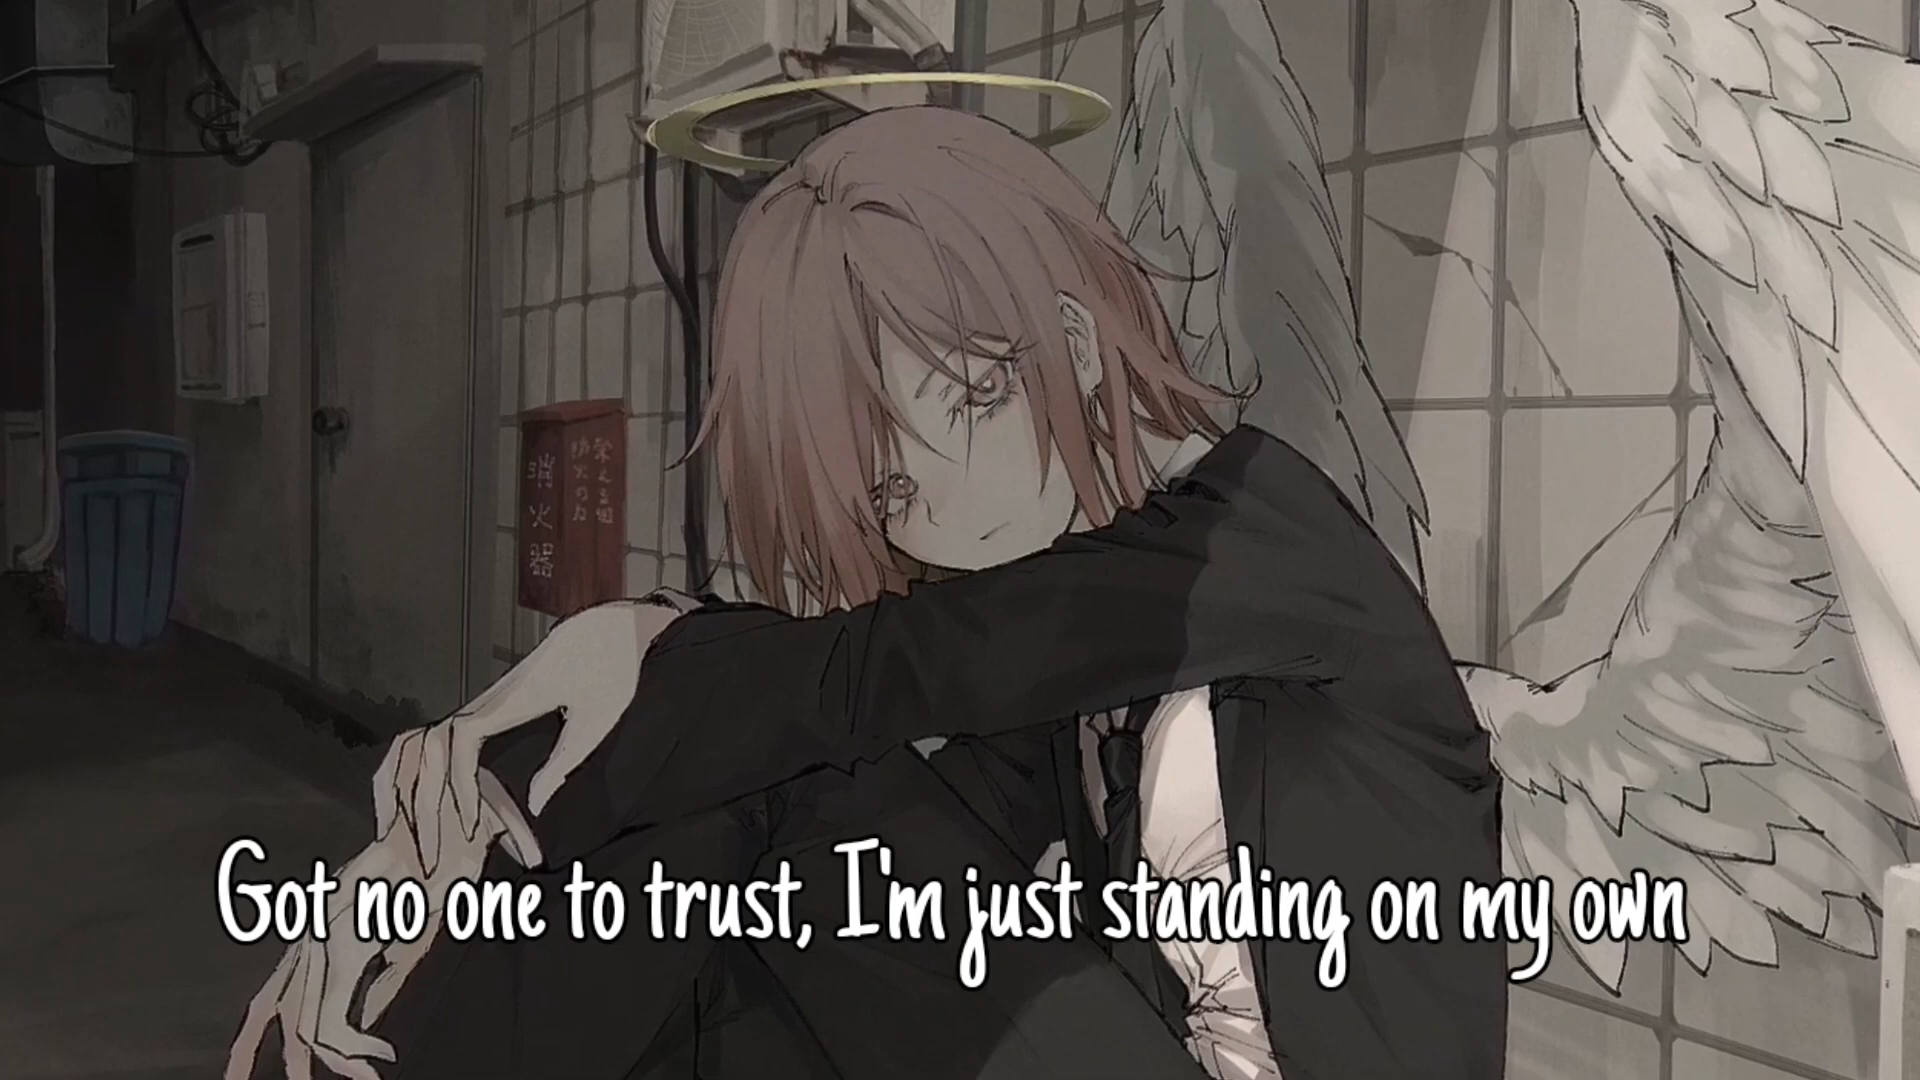 消火器
Got no one to trust, I'm just standing on my own